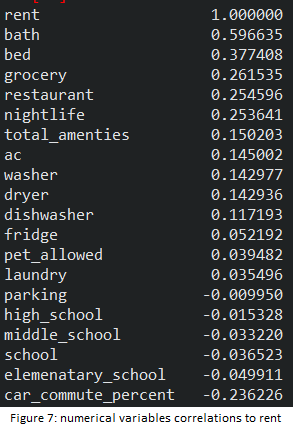 rent 1.000000
bath 0.596635
bed 0.377408
grocery 0.261535
restaurant 0.254596
nightlife 0.253641
total_amenties 0.150203
ac 0.145002
washer 0.142977
dryer 0.142936
dishwasher 0.117193
fridge 0.052192
pet_allowed 0.039482
laundry 0.035496
parking -0.009950
high_school -0.015328
middle_school -0.033220
school -0.036523
elemenatary_school -0.049911
car_commute_percent -0.236226
Figure 7: numerical variables correlations to rent